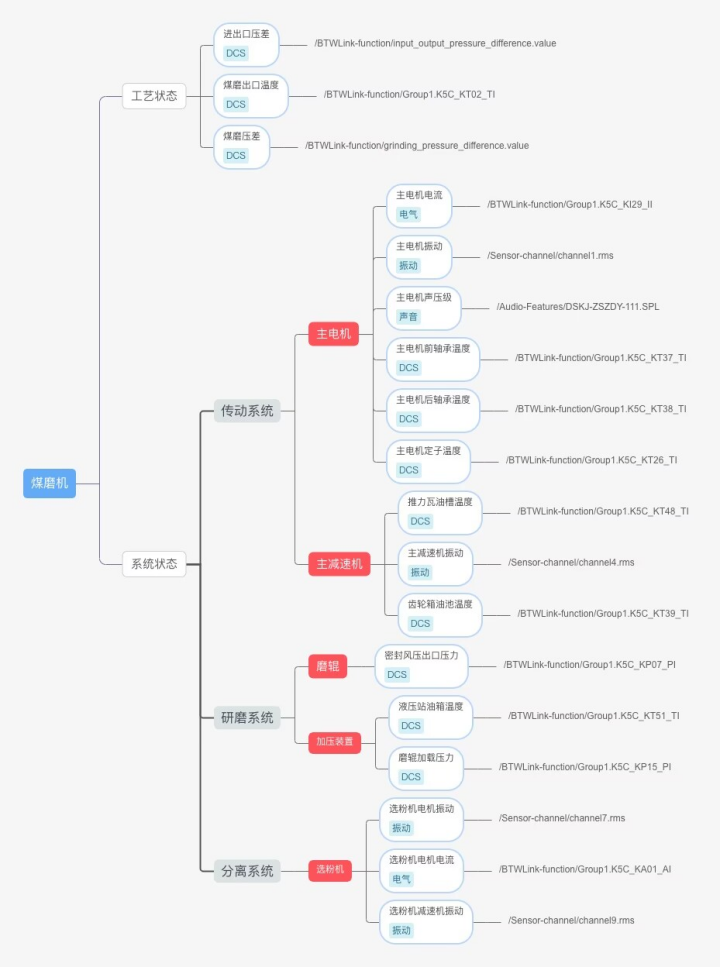 煤磨机
工艺状态
进出口压差
DCS
/BTWLink-function/input_output_pressure_difference.value
煤磨出口温度
DCS
/BTWLink-function/Group1.K5C_KT02_TI
煤磨压差
DCS
/BTWLink-function/grinding_pressure_difference.value
系统状态
传动系统
主电机
主电机电流
电气
/BTWLink-function/Group1.K5C_KI29_II
主电机振动
振动
/Sensor-channel/channel1.rms
主电机声压级
声音
/Audio-Features/DSKJ-ZSZDY-111.SPL
主电机前轴承温度
DCS
/BTWLink-function/Group1.K5C_KT37_TI
主电机后轴承温度
DCS
/BTWLink-function/Group1.K5C_KT38_TI
主电机定子温度
DCS
/BTWLink-function/Group1.K5C_KT26_TI
主减速机
推力瓦油槽温度
DCS
/BTWLink-function/Group1.K5C_KT48_TI
主减速机振动
振动
/Sensor-channel/channel4.rms
齿轮箱油池温度
DCS
/BTWLink-function/Group1.K5C_KT39_TI
研磨系统
磨辊
密封风压出口压力
DCS
/BTWLink-function/Group1.K5C_KP07_PI
加压装置
液压站油箱温度
DCS
/BTWLink-function/Group1.K5C_KT51_TI
磨辊加载压力
DCS
/BTWLink-function/Group1.K5C_KP15_PI
分离系统
选粉机
选粉机电机振动
振动
/Sensor-channel/channel7.rms
选粉机电机电流
电气
/BTWLink-function/Group1.K5C_KA01_AI
选粉机减速机振动
振动
/Sensor-channel/channel9.rms